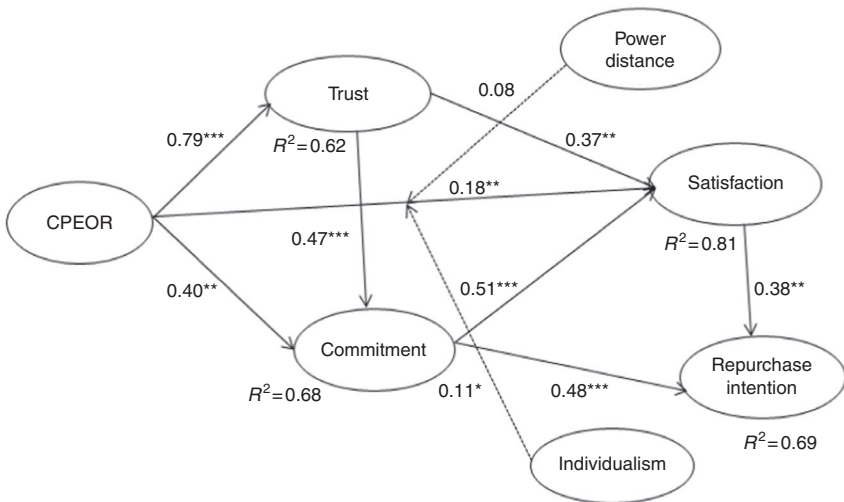 Power
distance
Trust
0.08
0.79***
R²=0.62
0.37**
CPEOR
0.18**
Satisfaction
R²=0.81
0.47***
0.40**
0.51***
0.38**
Commitment
R²=0.68
0.11*
0.48***
Repurchase
intention
R²=0.69
Individualism